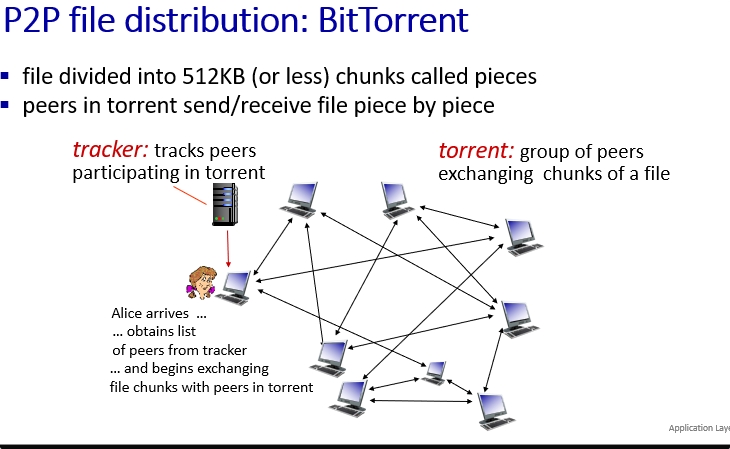 P2P file distribution: BitTorrent
▪ file divided into 512KB (or less) chunks called pieces
▪ peers in torrent send/receive file piece by piece
tracker: tracks peers
participating in torrent
torrent: group of peers
exchanging chunks of a file
Alice arrives …
… obtains list
of peers from tracker
… and begins exchanging
file chunks with peers in torrent
Application Laye